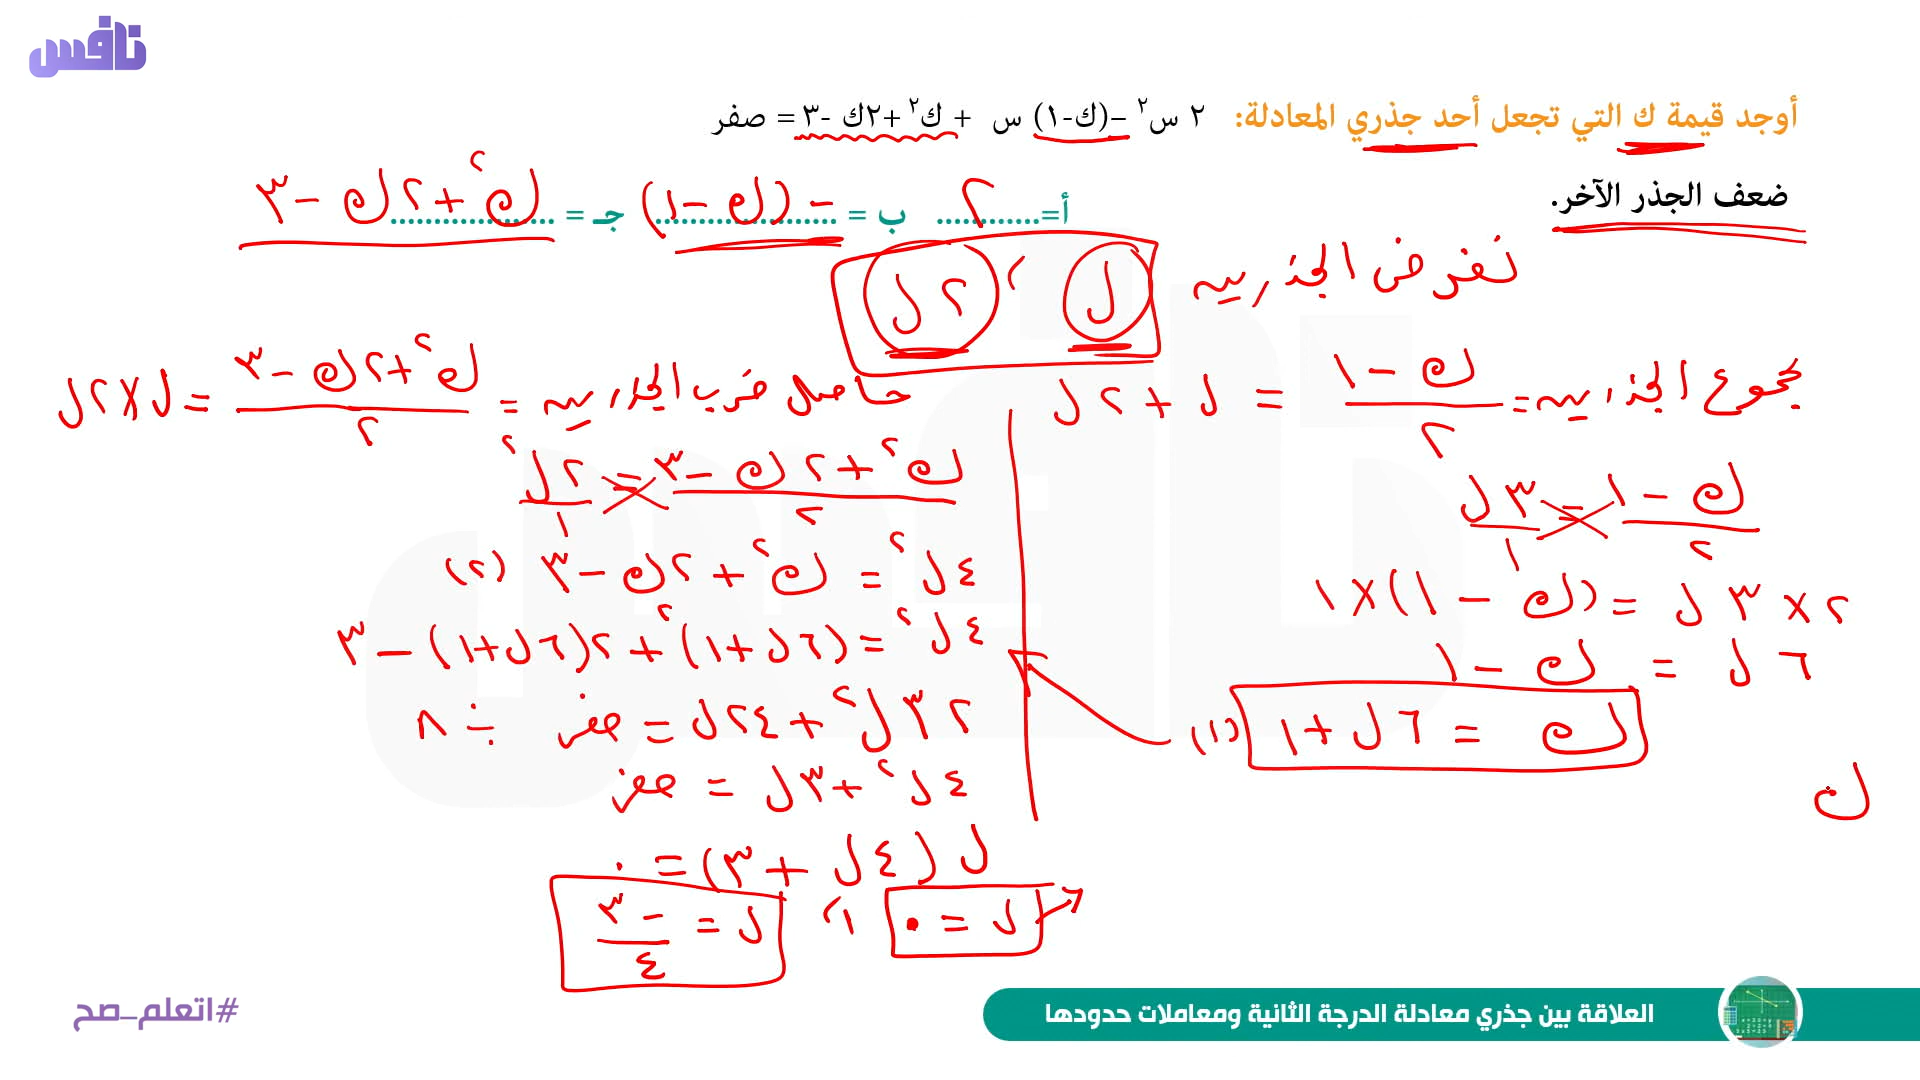 نافس
أوجد قيمة ك التي تجعل أحد جذري المعادلة: ٢ س٢ –(ك-١) س + ك٢ +٢ك -٣ = صفر
ضعف الجذر الآخر.
أ=............ ٢ ب = ..................... - (ك - ١) جـ = ................... ك٢ + ٢ك - ٣
نفرض الجذرين ل ، ٢ل
مجموع الجذرين = (ك - ١)/٢ = ل + ٢ل
(ك - ١)/٢ = ٣ل/١
٢ × ٣ل = (ك - ١) × ١
٦ل = ك - ١
ك = ٦ل + ١ (١)
ك
حاصل ضرب الجذرين = (ك٢ + ٢ك - ٣)/٢ = ل × ٢ل
(ك٢ + ٢ك - ٣)/٢ = ٢ل٢/١
٤ل٢ = ك٢ + ٢ك - ٣ (٢)
٤ل٢ = (٦ل + ١)٢ + ٢(٦ل + ١) - ٣
٣٢ل٢ + ٢٤ل = صفر ÷ ٨
٤ل٢ + ٣ل = صفر
ل (٤ل + ٣) = ٠
ل = ٠ ، أ ل = -٣/٤
العلاقة بين جذري معادلة الدرجة الثانية ومعاملات حدودها
#اتعلم_صح